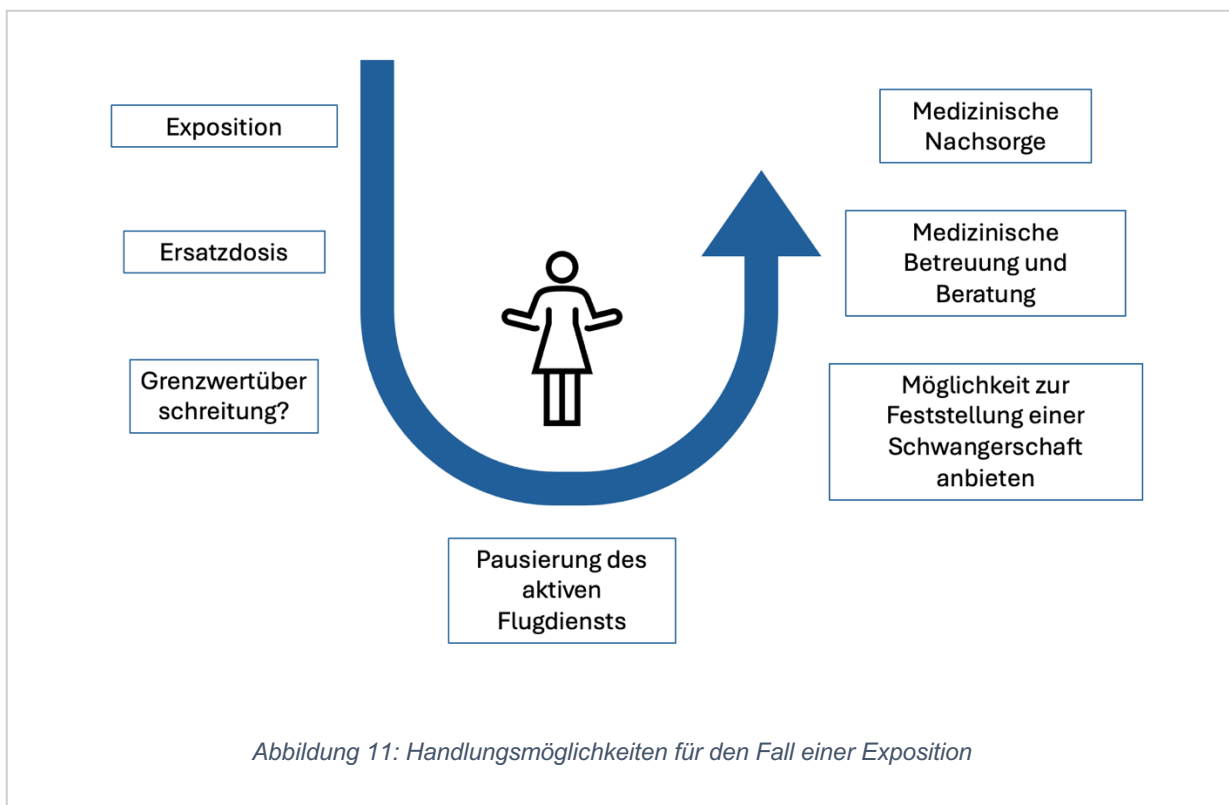 Exposition
Ersatzdosis
Grenzwertüber
schreitung?
Pausierung des
aktiven
Flugdiensts
Möglichkeit zur
Feststellung einer
Schwangerschaft
anbieten
Medizinische
Betreuung und
Beratung
Medizinische
Nachsorge
Abbildung 11: Handlungsmöglichkeiten für den Fall einer Exposition